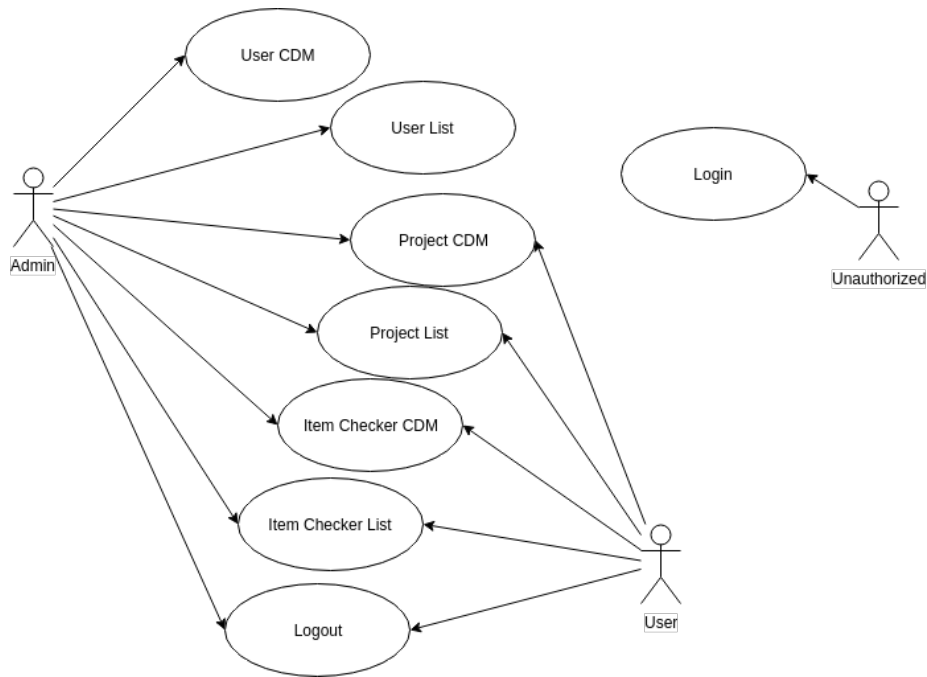 User CDM
User List
Login
Project CDM
Admin
Unauthorized
Project List
Item Checker CDM
Item Checker List
User
Logout